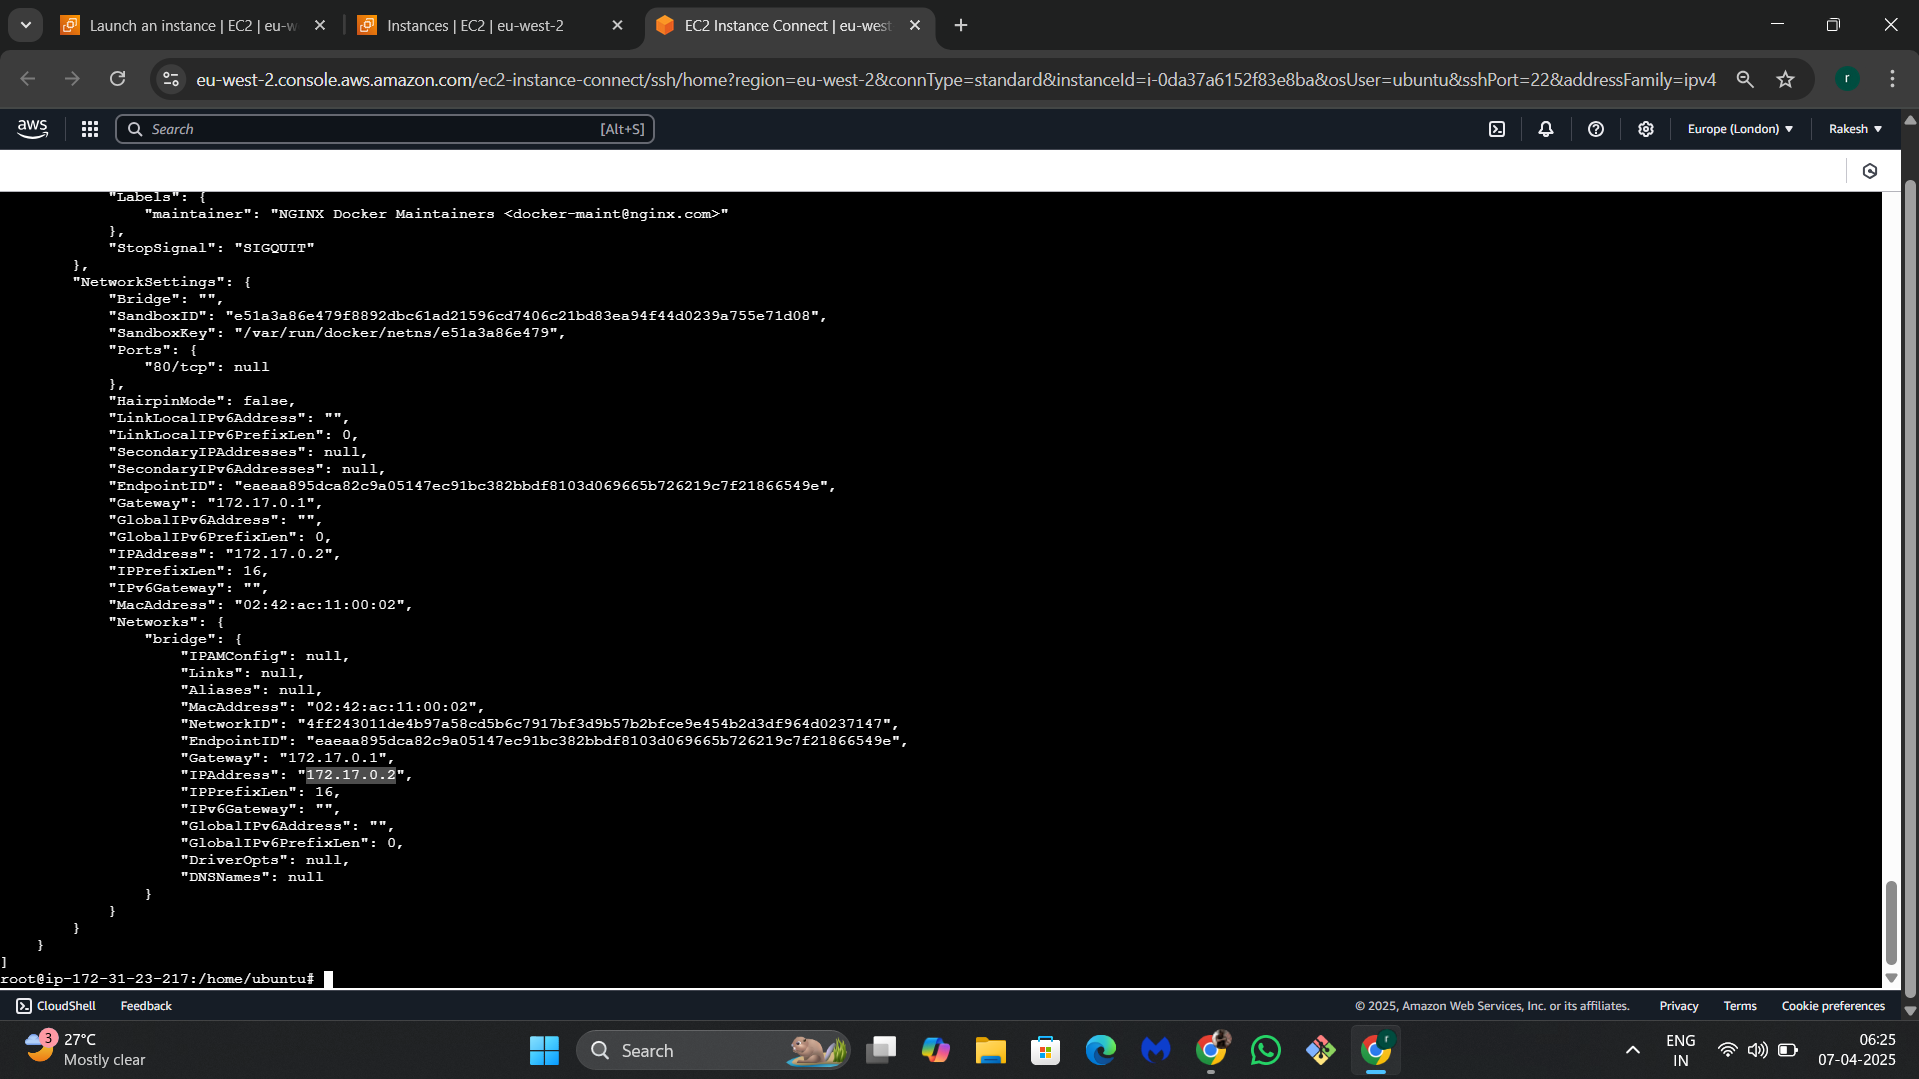 Launch an instance | EC2 | eu-w
Instances | EC2 | eu-west-2
EC2 Instance Connect | eu-west
eu-west-2.console.aws.amazon.com/ec2-instance-connect/ssh/home?region=eu-west-2&connType=standard&instanceId=i-0da37a6152f83e8ba&osUser=ubuntu&sshPort=22&addressFamily=ipv4
r
aws
Search
[Alt+S]
Europe (London)
Rakesh
"Labels": {
"maintainer": "NGINX Docker Maintainers <docker-maint@nginx.com>"
},
"StopSignal": "SIGQUIT"
},
"NetworkSettings": {
"Bridge": "",
"SandboxID": "e51a3a86e479f8892dbc61ad21596cd7406c21bd83ea94f44d0239a755e71d08",
"SandboxKey": "/var/run/docker/netns/e51a3a86e479",
"Ports": {
"80/tcp": null
},
"HairpinMode": false,
"LinkLocalIPv6Address": "",
"LinkLocalIPv6PrefixLen": 0,
"SecondaryIPAddresses": null,
"SecondaryIPv6Addresses": null,
"EndpointID": "eaeaa895dca82c9a05147ec91bc382bbdf8103d069665b726219c7f21866549e",
"Gateway": "172.17.0.1",
"GlobalIPv6Address": "",
"GlobalIPv6PrefixLen": 0,
"IPAddress": "172.17.0.2",
"IPPrefixLen": 16,
"IPv6Gateway": "",
"MacAddress": "02:42:ac:11:00:02",
"Networks": {
"bridge": {
"IPAMConfig": null,
"Links": null,
"Aliases": null,
"MacAddress": "02:42:ac:11:00:02",
"NetworkID": "4ff243011de4b97a58cd5b6c7917bf3d9b57b2bfce9e454b2d3df964d0237147",
"EndpointID": "eaeaa895dca82c9a05147ec91bc382bbdf8103d069665b726219c7f21866549e",
"Gateway": "172.17.0.1",
"IPAddress": "172.17.0.2",
"IPPrefixLen": 16,
"IPv6Gateway": "",
"GlobalIPv6Address": "",
"GlobalIPv6PrefixLen": 0,
"DriverOpts": null,
"DNSNames": null
}
}
}
}
]
root@ip-172-31-23-217:/home/ubuntu#
CloudShell
Feedback
© 2025, Amazon Web Services, Inc. or its affiliates.
Privacy
Terms
Cookie preferences
3
27°C
Mostly clear
Search
r
ENG
IN
06:25
07-04-2025